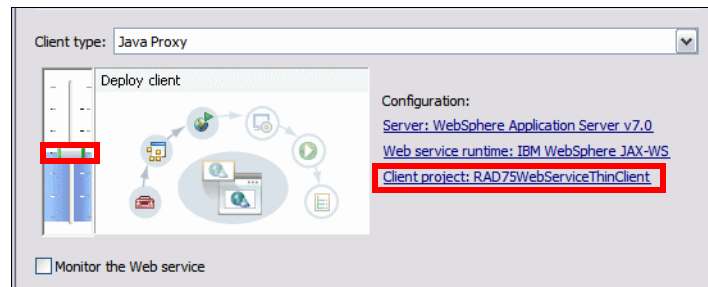 Client type: Java Proxy
Deploy client
Configuration:
Server: WebSphere Application Server v7.0
Web service runtime: IBM WebSphere JAX-WS
Client project: RAD75WebServiceThinClient
Monitor the Web service